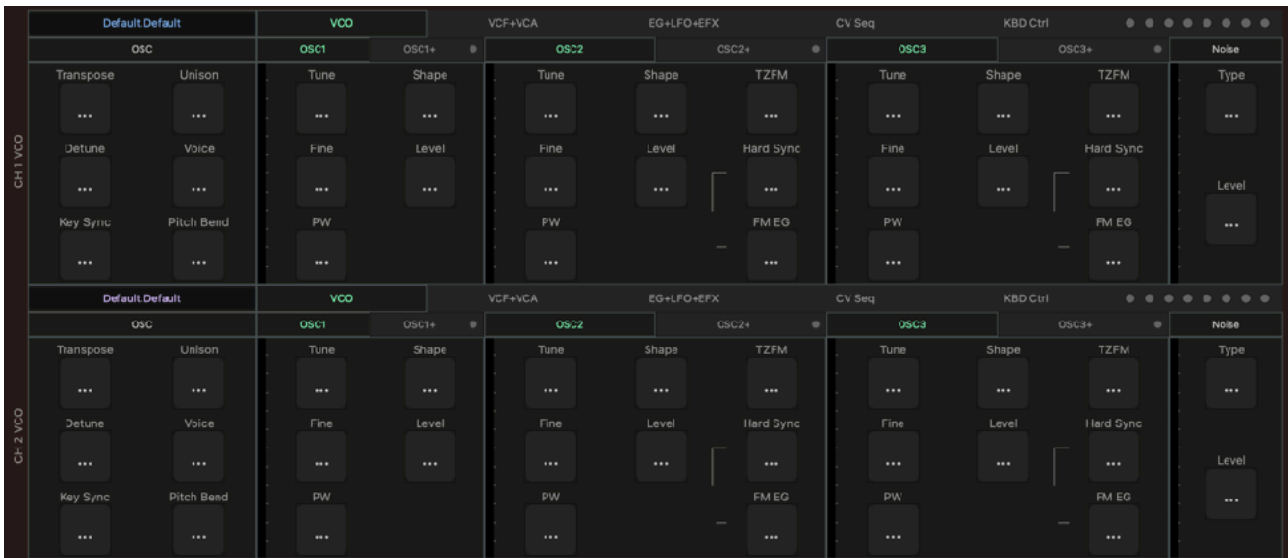 Default.Default VCO VCF+VCA EG+LFO+EFX CV Seq KBD Ctrl
OSC OSC1 OSC1+ OSC2 OSC2+ OSC3 OSC3+ Noise
Transpose Unison Tune Shape Tune Shape TZFM Tune Shape TZFM Type
... ... ... ... ... ... ... ... ... ... ...
Detune Voice Fine Level Fine Level Hard Sync Fine Level Hard Sync
... ... ... ... ... ... ... ... ... ...
Level
Key Sync Pitch Bend PW PW FM EG PW FM EG
...
... ... ... ... ... ... ...
CH 1 VCO
Default.Default VCO VCF+VCA EG+LFO+EFX CV Seq KBD Ctrl
OSC OSC1 OSC1+ OSC2 OSC2+ OSC3 OSC3+ Noise
Transpose Unison Tune Shape Tune Shape TZFM Tune Shape TZFM Type
... ... ... ... ... ... ... ... ... ... ...
Detune Voice Fine Level Fine Level Hard Sync Fine Level Hard Sync
... ... ... ... ... ... ... ... ... ...
Level
Key Sync Pitch Bend PW PW FM EG PW FM EG
...
... ... ... ... ... ... ...
CH 2 VCO